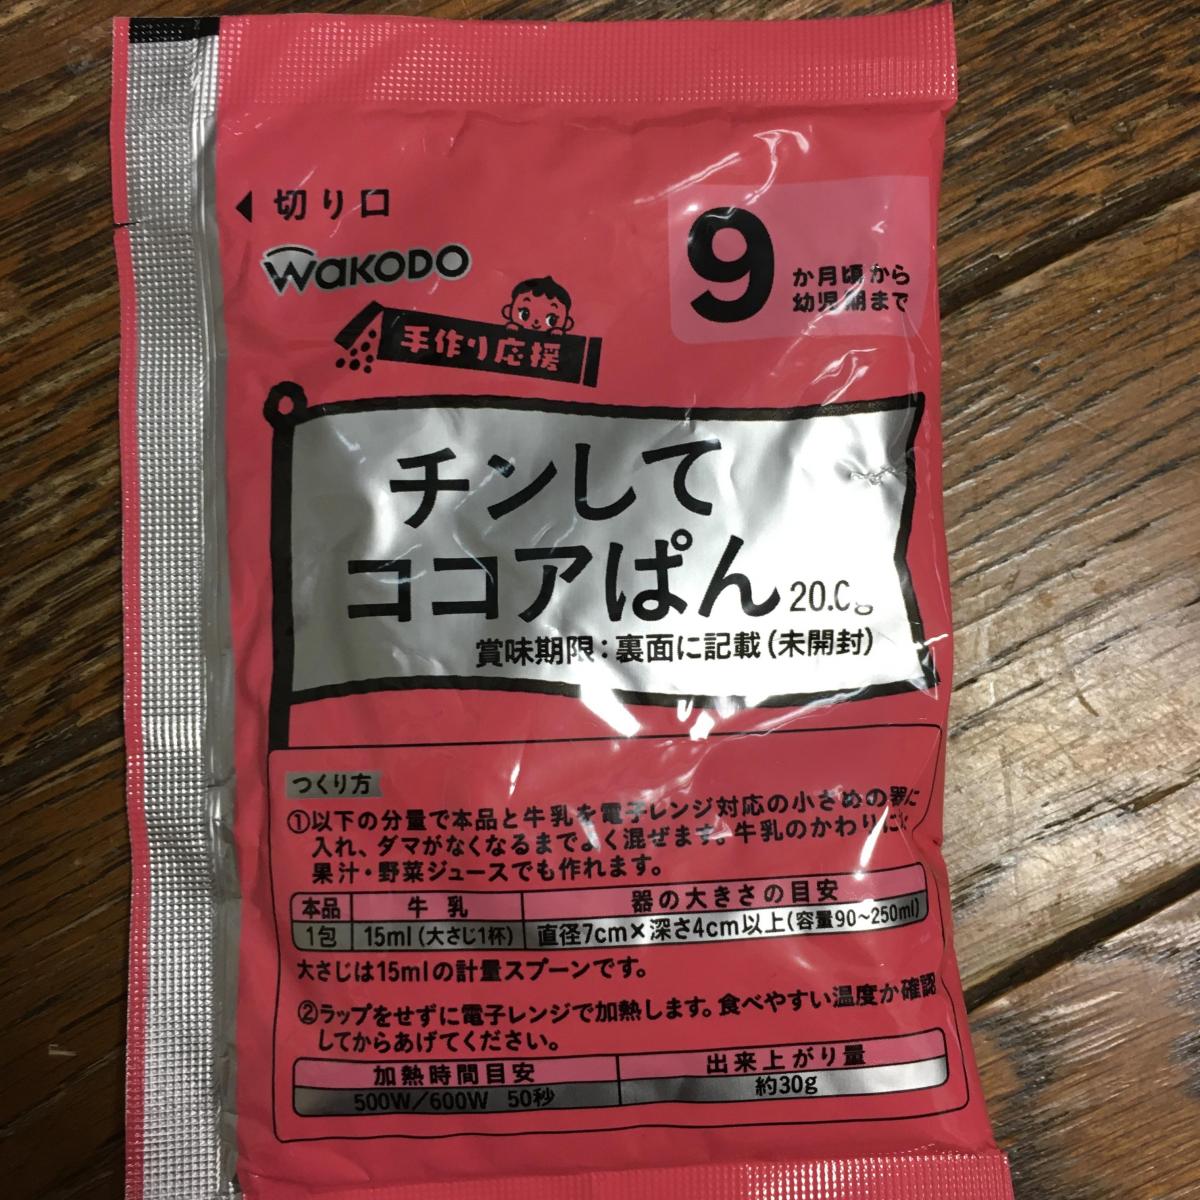 切り口
WAKODO
9
か月頃から
幼児期まで
手作り応援
チンして
ココアぱん 20.0g
賞味期限：裏面に記載（未開封）
つくり方
①以下の分量で本品と牛乳を電子レンジ対応の小さめの器に
入れ、ダマがなくなるまでよく混ぜます。牛乳のかわりに水
果汁・野菜ジュースでも作れます。
本品 牛乳 器の大きさの目安
1包 15ml（大さじ1杯） 直径7cm×深さ4cm以上（容量90~250ml）
大さじは15mlの計量スプーンです。
②ラップをせずに電子レンジで加熱します。食べやすい温度か確認
してからあげてください。
加熱時間目安 出来上がり量
500W／600W 50秒 約30g